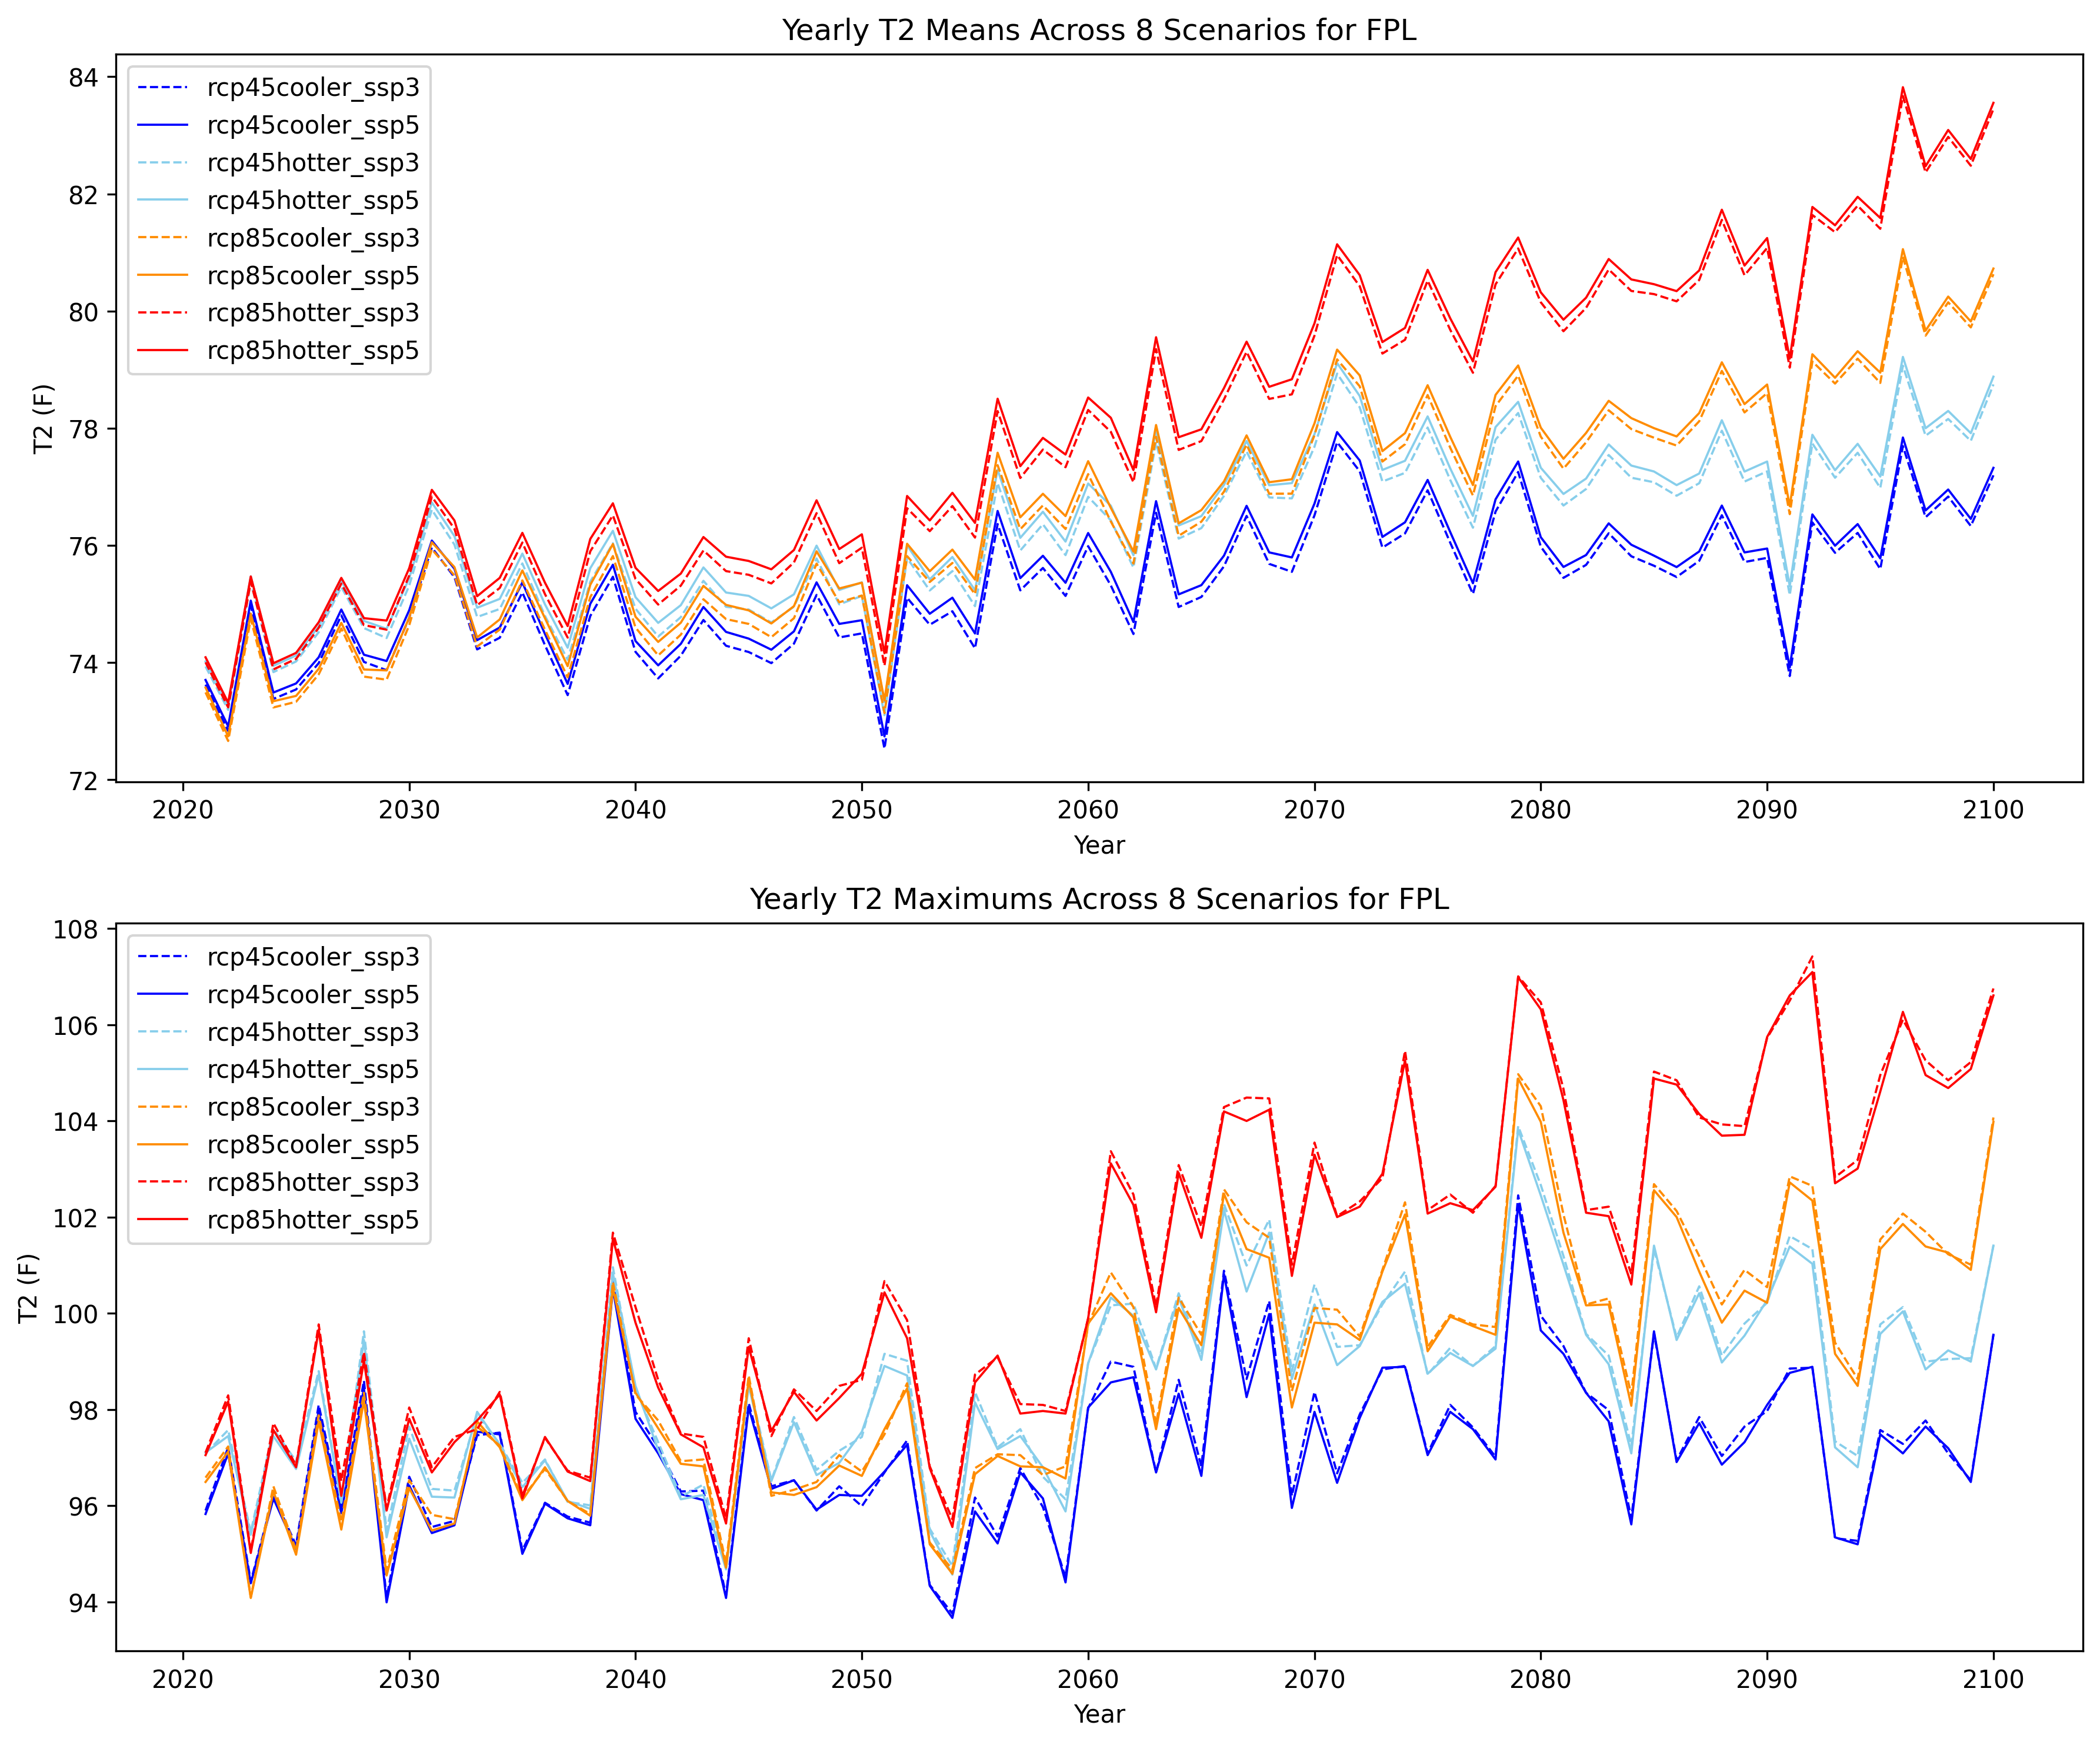 Yearly T2 Means Across 8 Scenarios for FPL
rcp45cooler_ssp3
rcp45cooler_ssp5
rcp45hotter_ssp3
rcp45hotter_ssp5
rcp85cooler_ssp3
rcp85cooler_ssp5
rcp85hotter_ssp3
rcp85hotter_ssp5
84
82
80
78
76
74
72
T2 (F)
2020 2030 2040 2050 2060 2070 2080 2090 2100
Year
Yearly T2 Maximums Across 8 Scenarios for FPL
rcp45cooler_ssp3
rcp45cooler_ssp5
rcp45hotter_ssp3
rcp45hotter_ssp5
rcp85cooler_ssp3
rcp85cooler_ssp5
rcp85hotter_ssp3
rcp85hotter_ssp5
108
106
104
102
100
98
96
94
T2 (F)
2020 2030 2040 2050 2060 2070 2080 2090 2100
Year